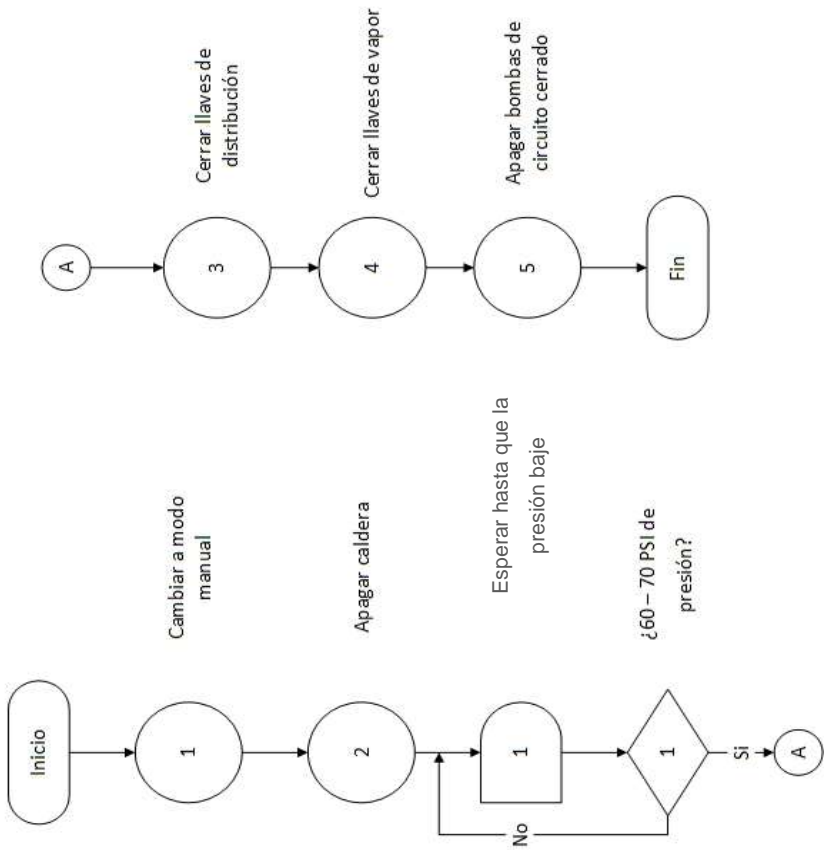 Inicio
1
Cambiar a modo
manual
2
Apagar caldera
1
Esperar hasta que la
presión baje
1
¿60 – 70 PSI de
presión?
No
Si
A
A
3
Cerrar llaves de
distribución
4
Cerrar llaves de vapor
5
Apagar bombas de
circuito cerrado
Fin